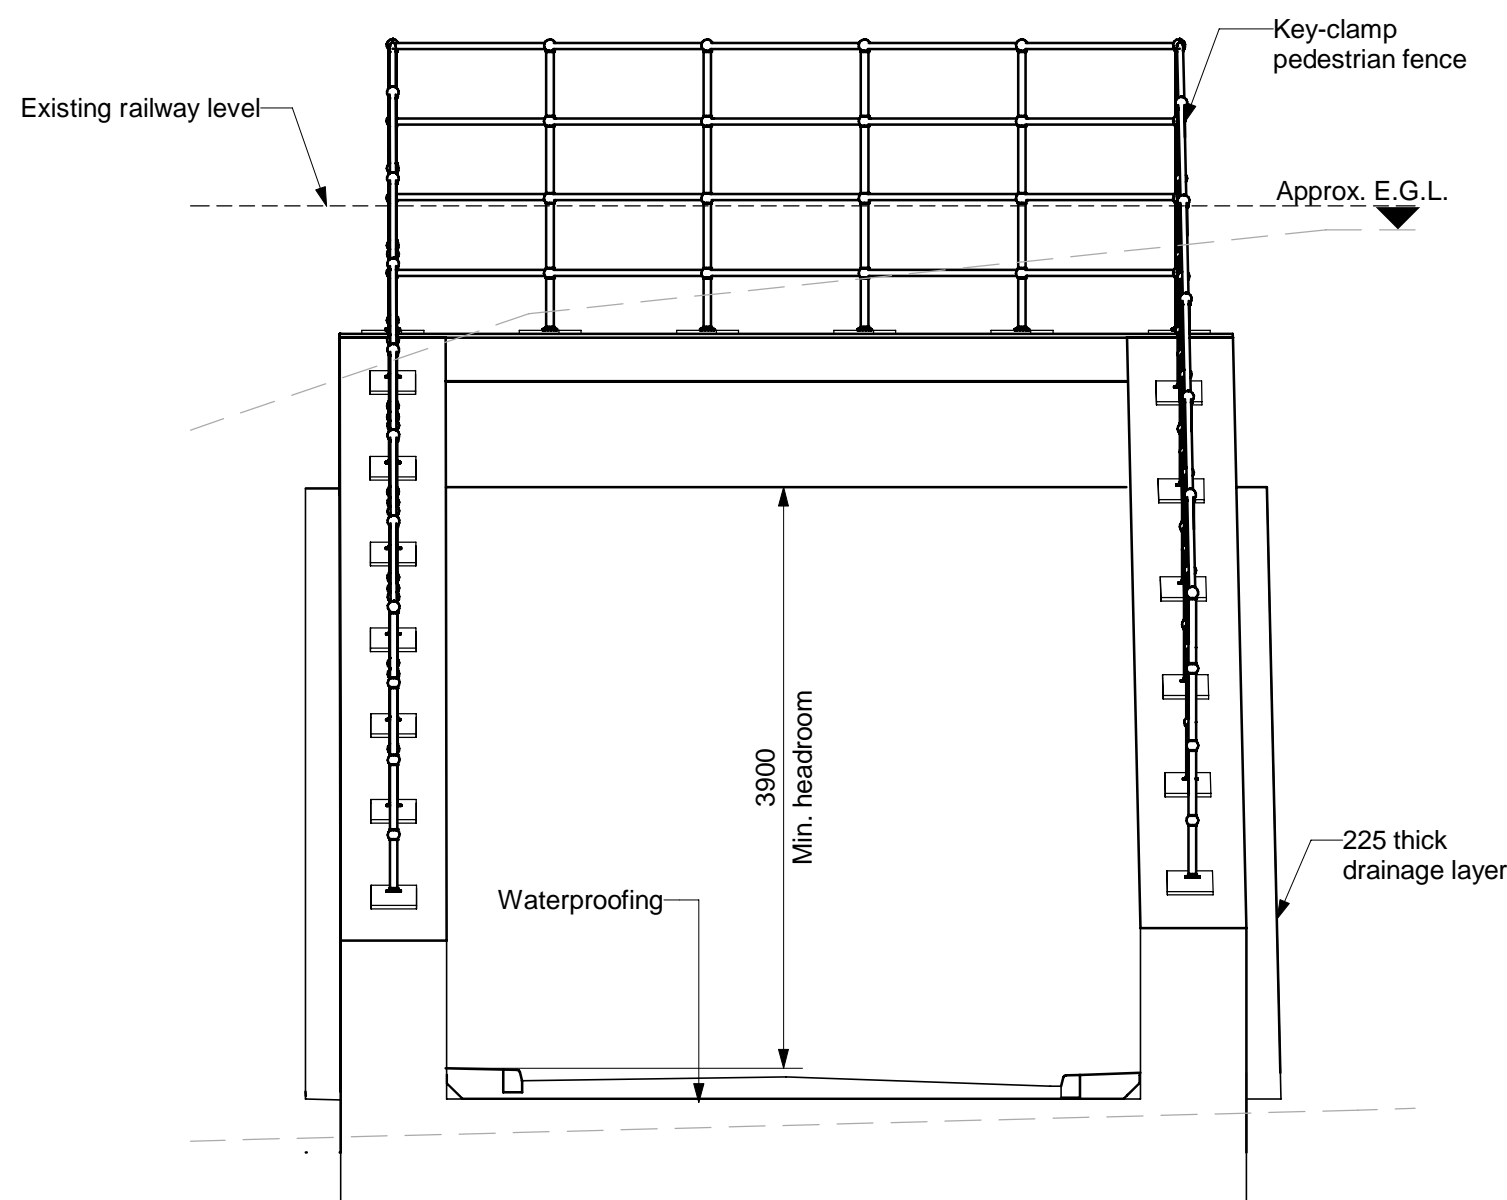 Key-clamp
pedestrian fence
Existing railway level
Approx. E.G.L.
3900
Min. headroom
225 thick
drainage layer
Waterproofing